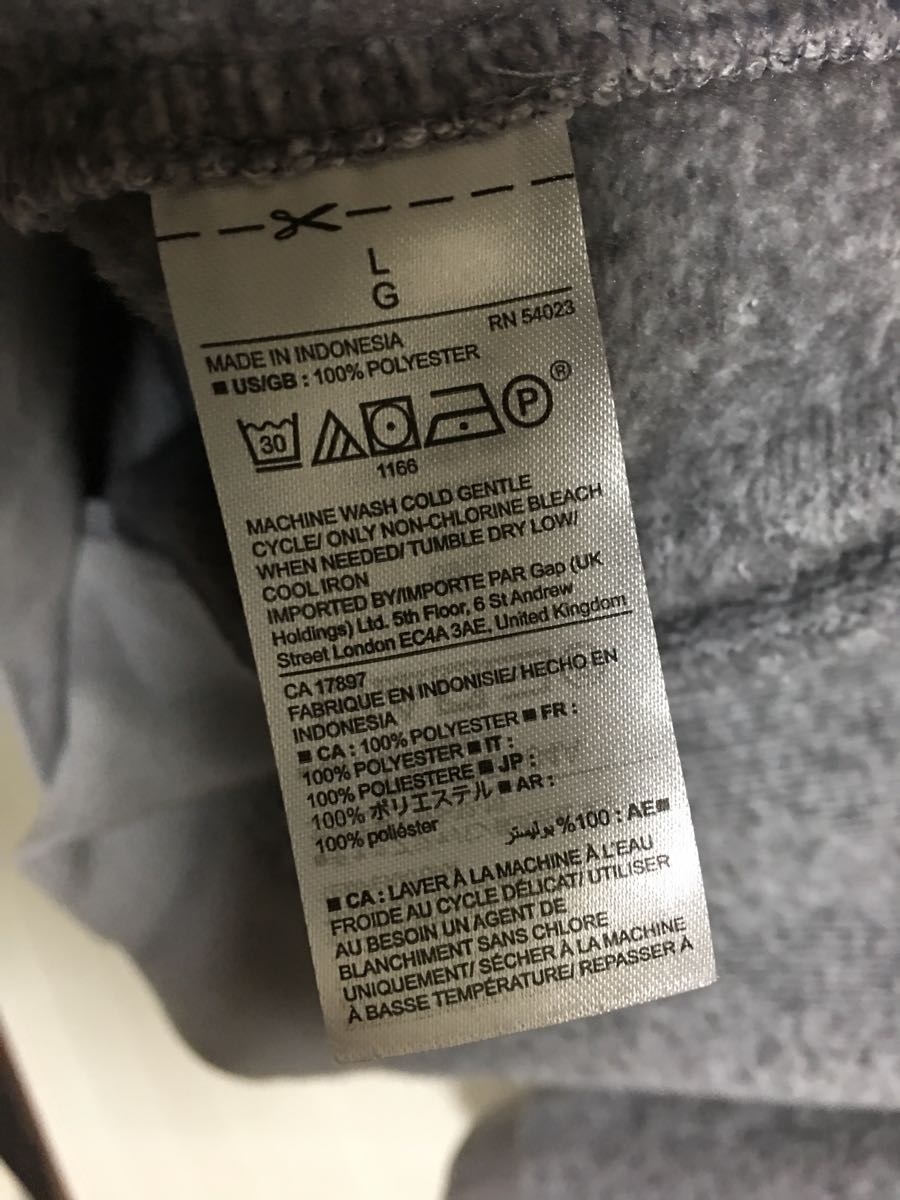 L
G
RN 54023
MADE IN INDONESIA
■ US/GB : 100% POLYESTER
30
P ®
1166
MACHINE WASH COLD GENTLE
CYCLE/ ONLY NON-CHLORINE BLEACH
WHEN NEEDED/ TUMBLE DRY LOW/
COOL IRON
IMPORTED BY/IMPORTE PAR Gap (UK
Holdings) Ltd. 5th Floor, 6 St Andrew
Street London EC4A 3AE, United Kingdom
CA 17897
FABRIQUE EN INDONISIE/ HECHO EN
INDONESIA
■ CA : 100% POLYESTER ■ FR :
100% POLYESTER ■ IT :
100% POLIESTERE ■ JP :
100% ポリエステル ■ AR :
100% poliéster
■AE : 100% بوليستر
■ CA : LAVER À LA MACHINE À L'EAU
FROIDE AU CYCLE DÉLICAT/ UTILISER
AU BESOIN UN AGENT DE
BLANCHIMENT SANS CHLORE
UNIQUEMENT/ SÉCHER À LA MACHINE
À BASSE TEMPÉRATURE/ REPASSER À